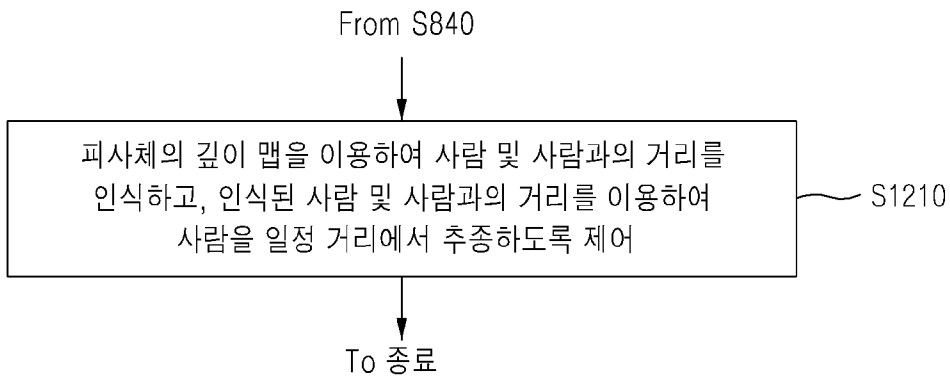 From S840
피사체의 깊이 맵을 이용하여 사람 및 사람과의 거리를
인식하고, 인식된 사람 및 사람과의 거리를 이용하여
사람을 일정 거리에서 추종하도록 제어
S1210
To 종료